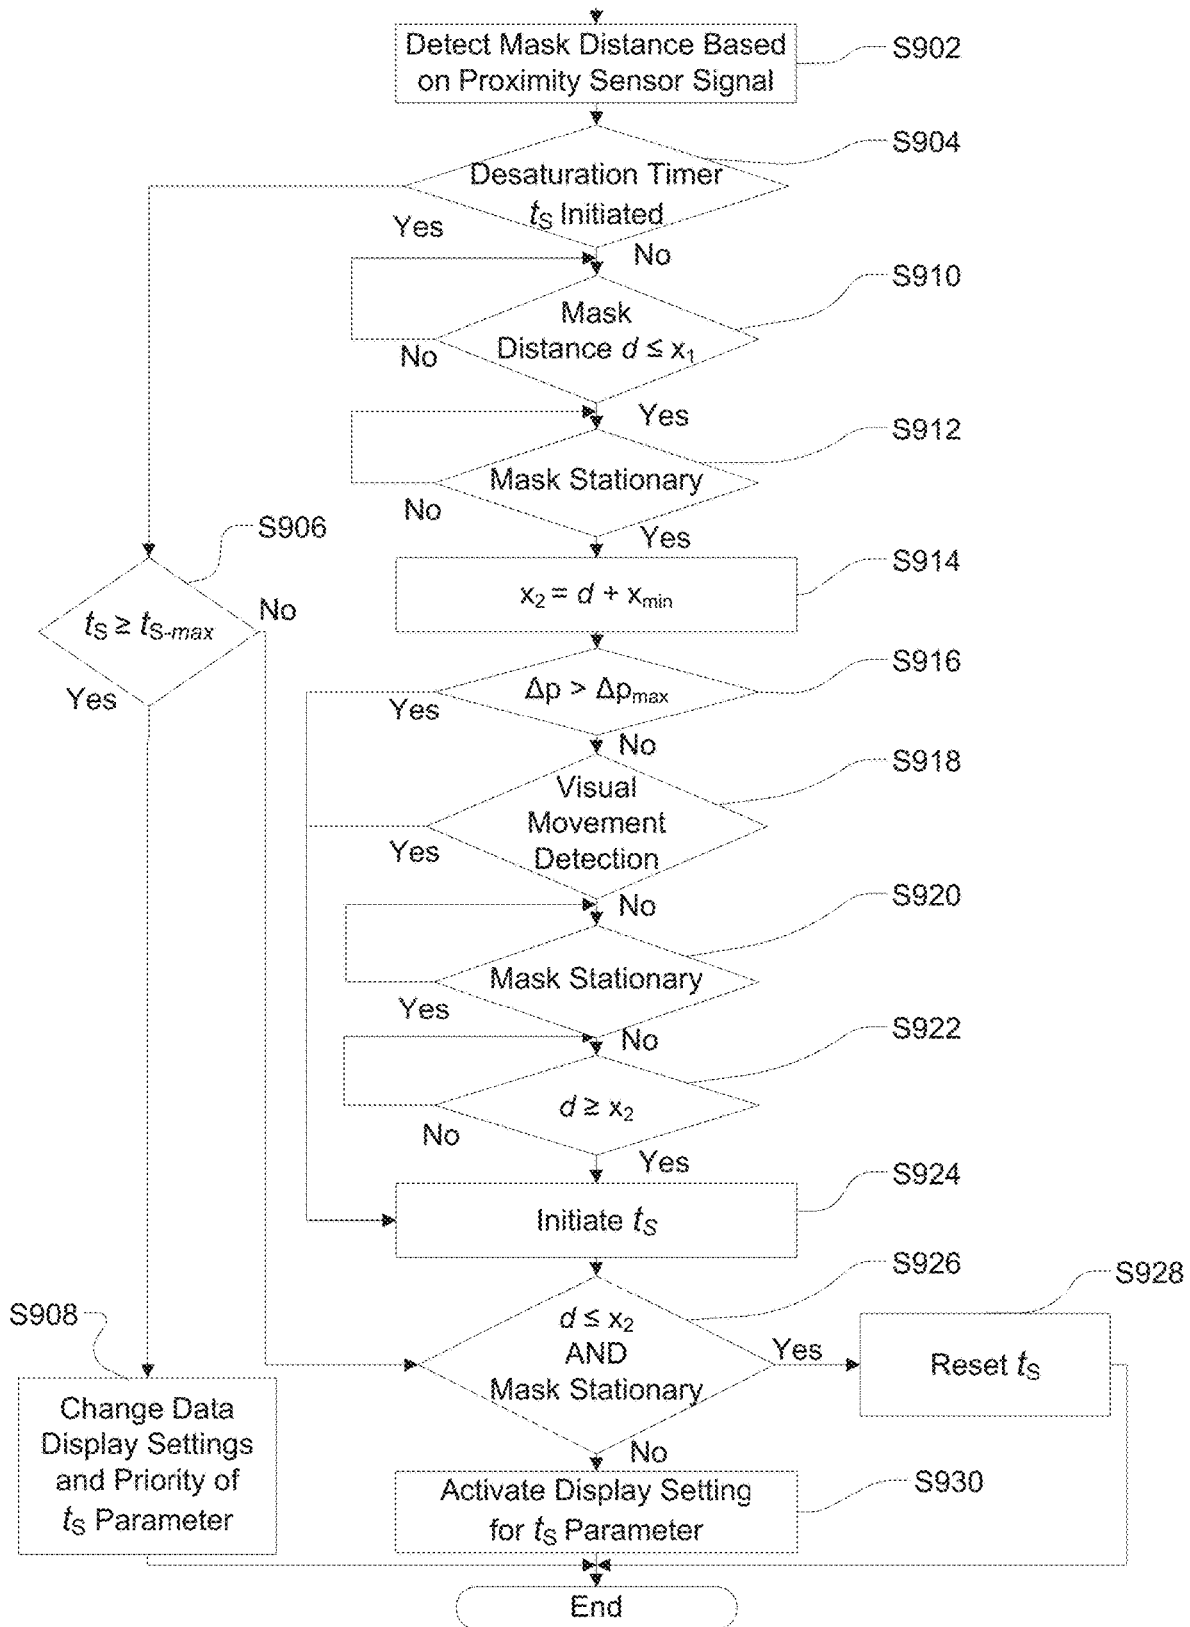 Detect Mask Distance Based
on Proximity Sensor Signal
S902
S904
Desaturation Timer
tS Initiated
Yes
No
S910
Mask
Distance d ≤ x1
No
Yes
S912
Mask Stationary
No
Yes
S906
tS ≥ tS-max
No
Yes
S914
x2 = d + xmin
S916
Δp > Δpmax
Yes
No
S918
Visual
Movement
Detection
Yes
No
S920
Mask Stationary
Yes
No
S922
d ≥ x2
No
Yes
S924
Initiate tS
S926
d ≤ x2
AND
Mask Stationary
Yes
No
S928
Reset tS
S908
Change Data
Display Settings
and Priority of
tS Parameter
S930
Activate Display Setting
for tS Parameter
End